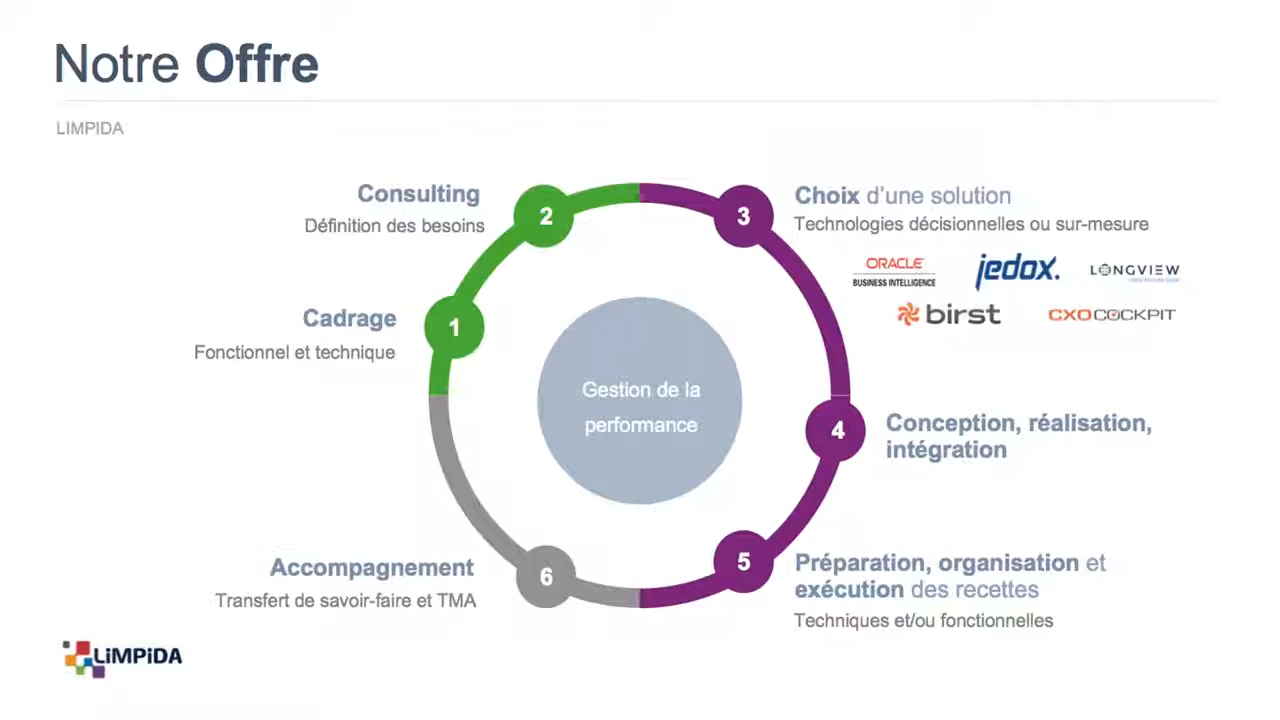 Notre Offre
LIMPIDA
Consulting
Définition des besoins
2
3
Choix d'une solution
Technologies décisionnelles ou sur-mesure
ORACLE
BUSINESS INTELLIGENCE
jedox.
LONGVIEW
birst
CXO COCKPIT
Cadrage
Fonctionnel et technique
1
Gestion de la
performance
4
Conception, réalisation,
intégration
Accompagnement
Transfert de savoir-faire et TMA
6
5
Préparation, organisation et
exécution des recettes
Techniques et/ou fonctionnelles
LiMPiDA